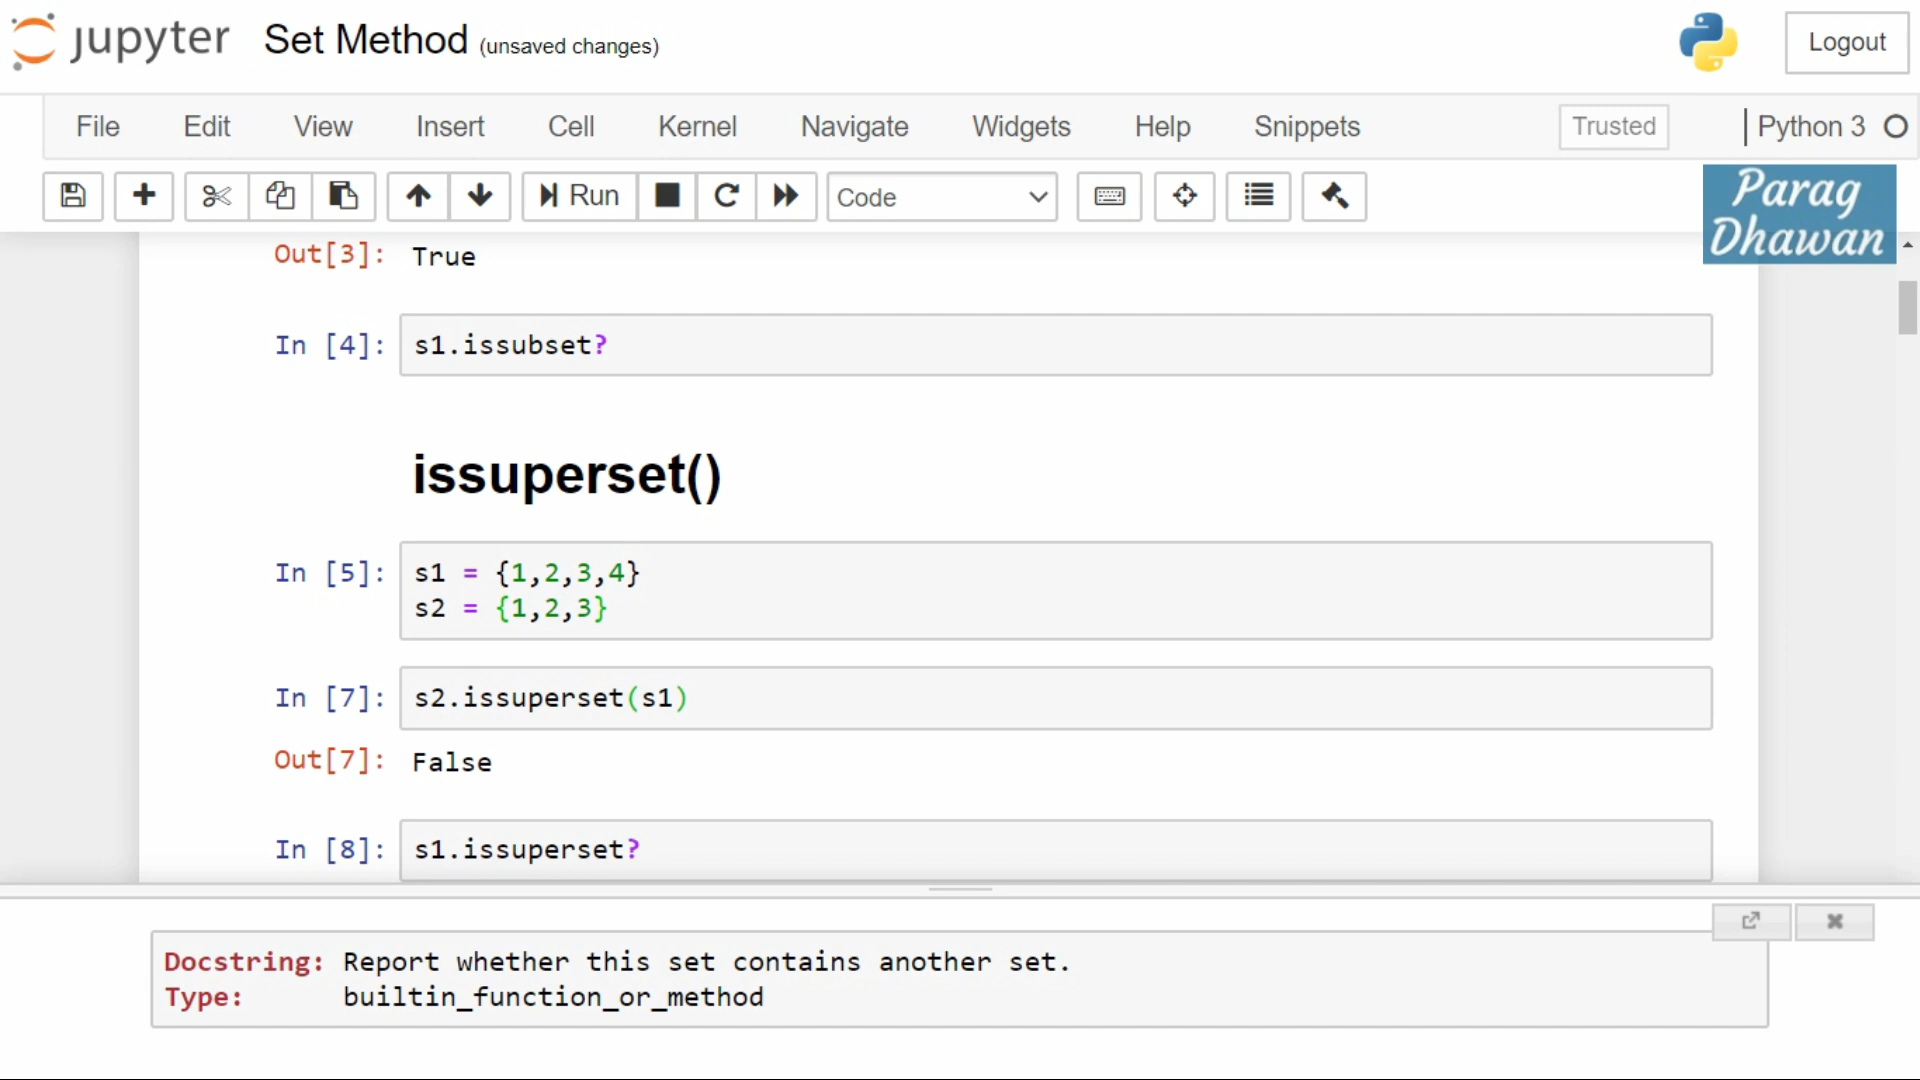 jupyter Set Method (unsaved changes) Logout
File Edit View Insert Cell Kernel Navigate Widgets Help Snippets Trusted Python 3
Run Code
Parag
Dhawan
Out[3]: True
In [4]: s1.issubset?
issuperset()
In [5]: s1 = {1,2,3,4}
s2 = {1,2,3}
In [7]: s2.issuperset(s1)
Out[7]: False
In [8]: s1.issuperset?
Docstring: Report whether this set contains another set.
Type: builtin_function_or_method